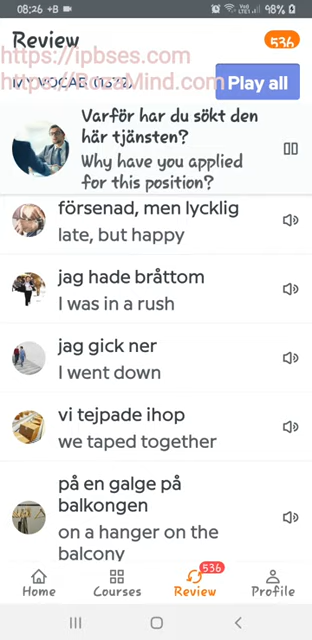 08:26 +B
98%
Review
536
https://ipbses.com
https://RosaMind.com
Play all
Varför har du sökt den
här tjänsten?
Why have you applied
for this position?
försenad, men lycklig
late, but happy
jag hade bråttom
I was in a rush
jag gick ner
I went down
vi tejpade ihop
we taped together
på en galge på
balkongen
on a hanger on the
balcony
536
Home Courses Review Profile